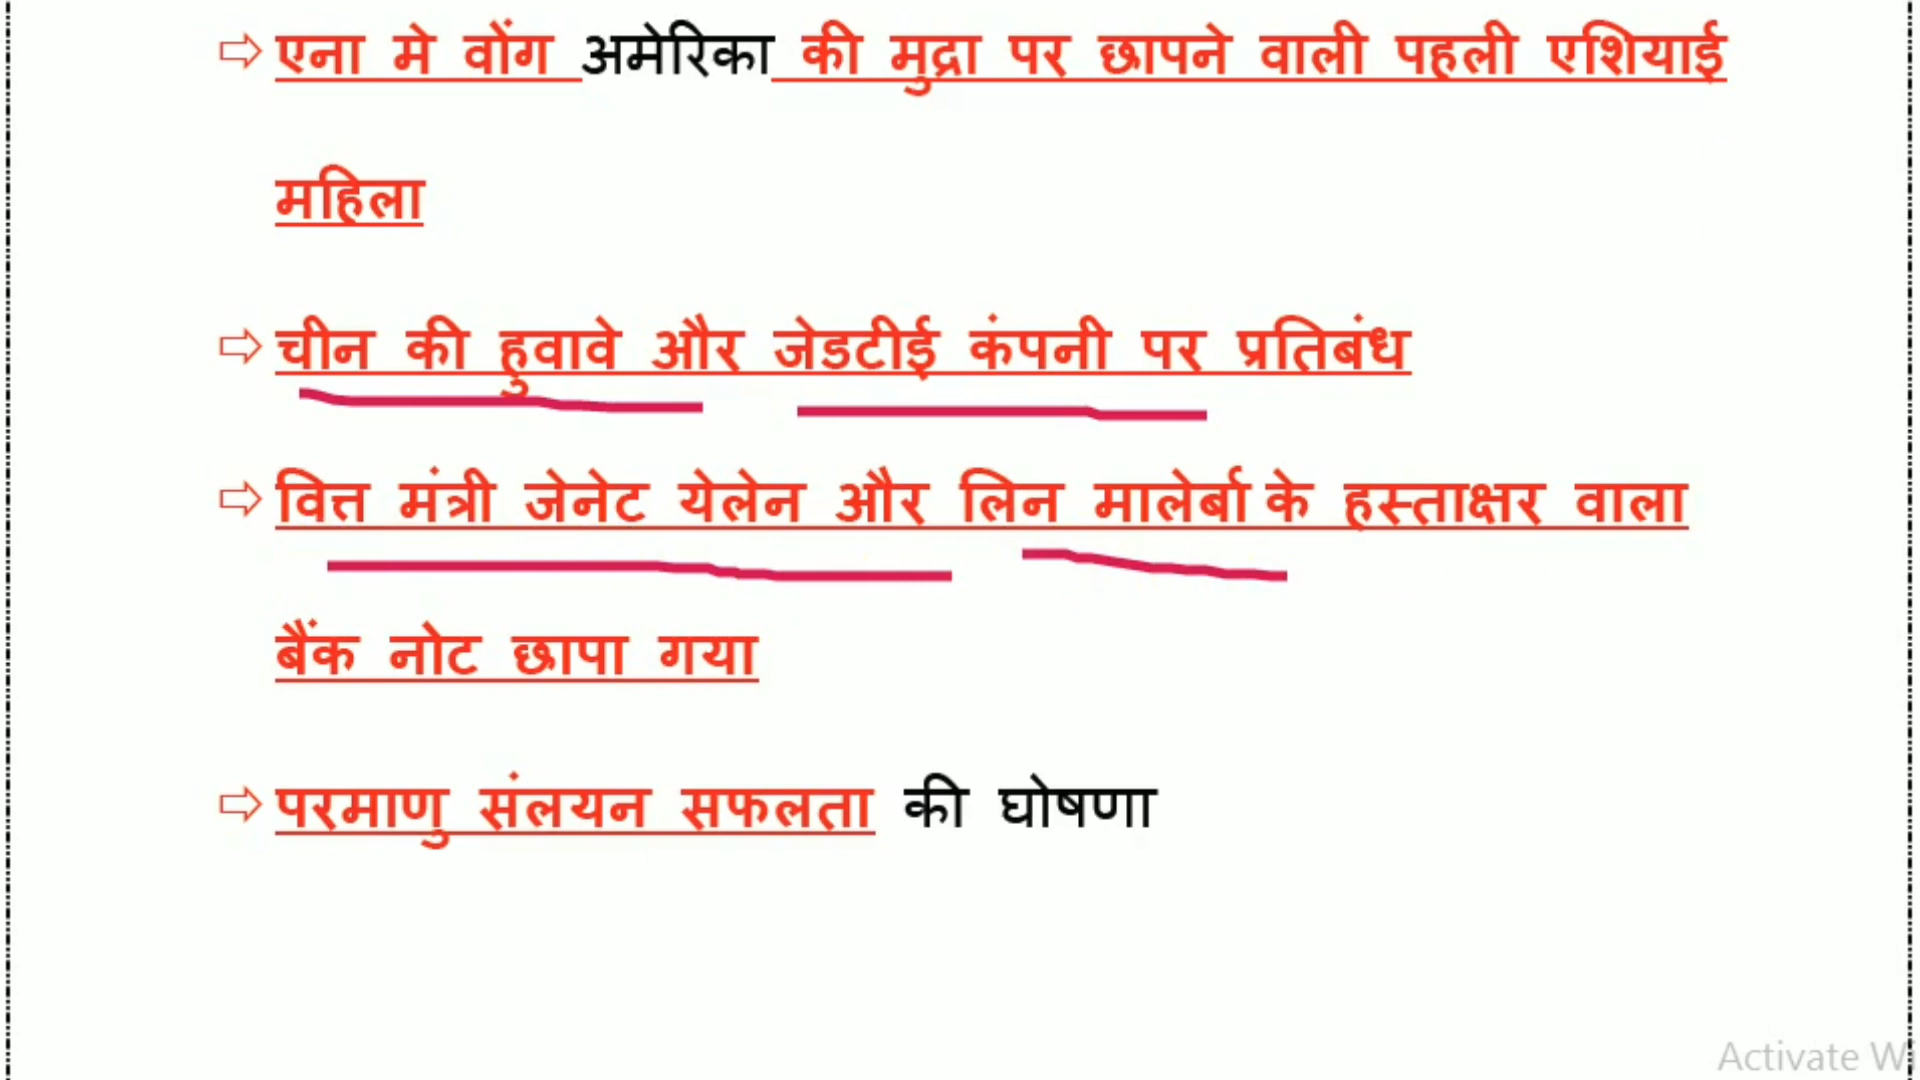 ⇨ एना मे वोंग अमेरिका की मुद्रा पर छापने वाली पहली एशियाई
महिला
⇨ चीन की हुवावे और जेडटीई कंपनी पर प्रतिबंध
⇨ वित्त मंत्री जेनेट येलेन और लिन मालेर्बा के हस्ताक्षर वाला
बैंक नोट छापा गया
⇨ परमाणु संलयन सफलता की घोषणा
Activate Wi